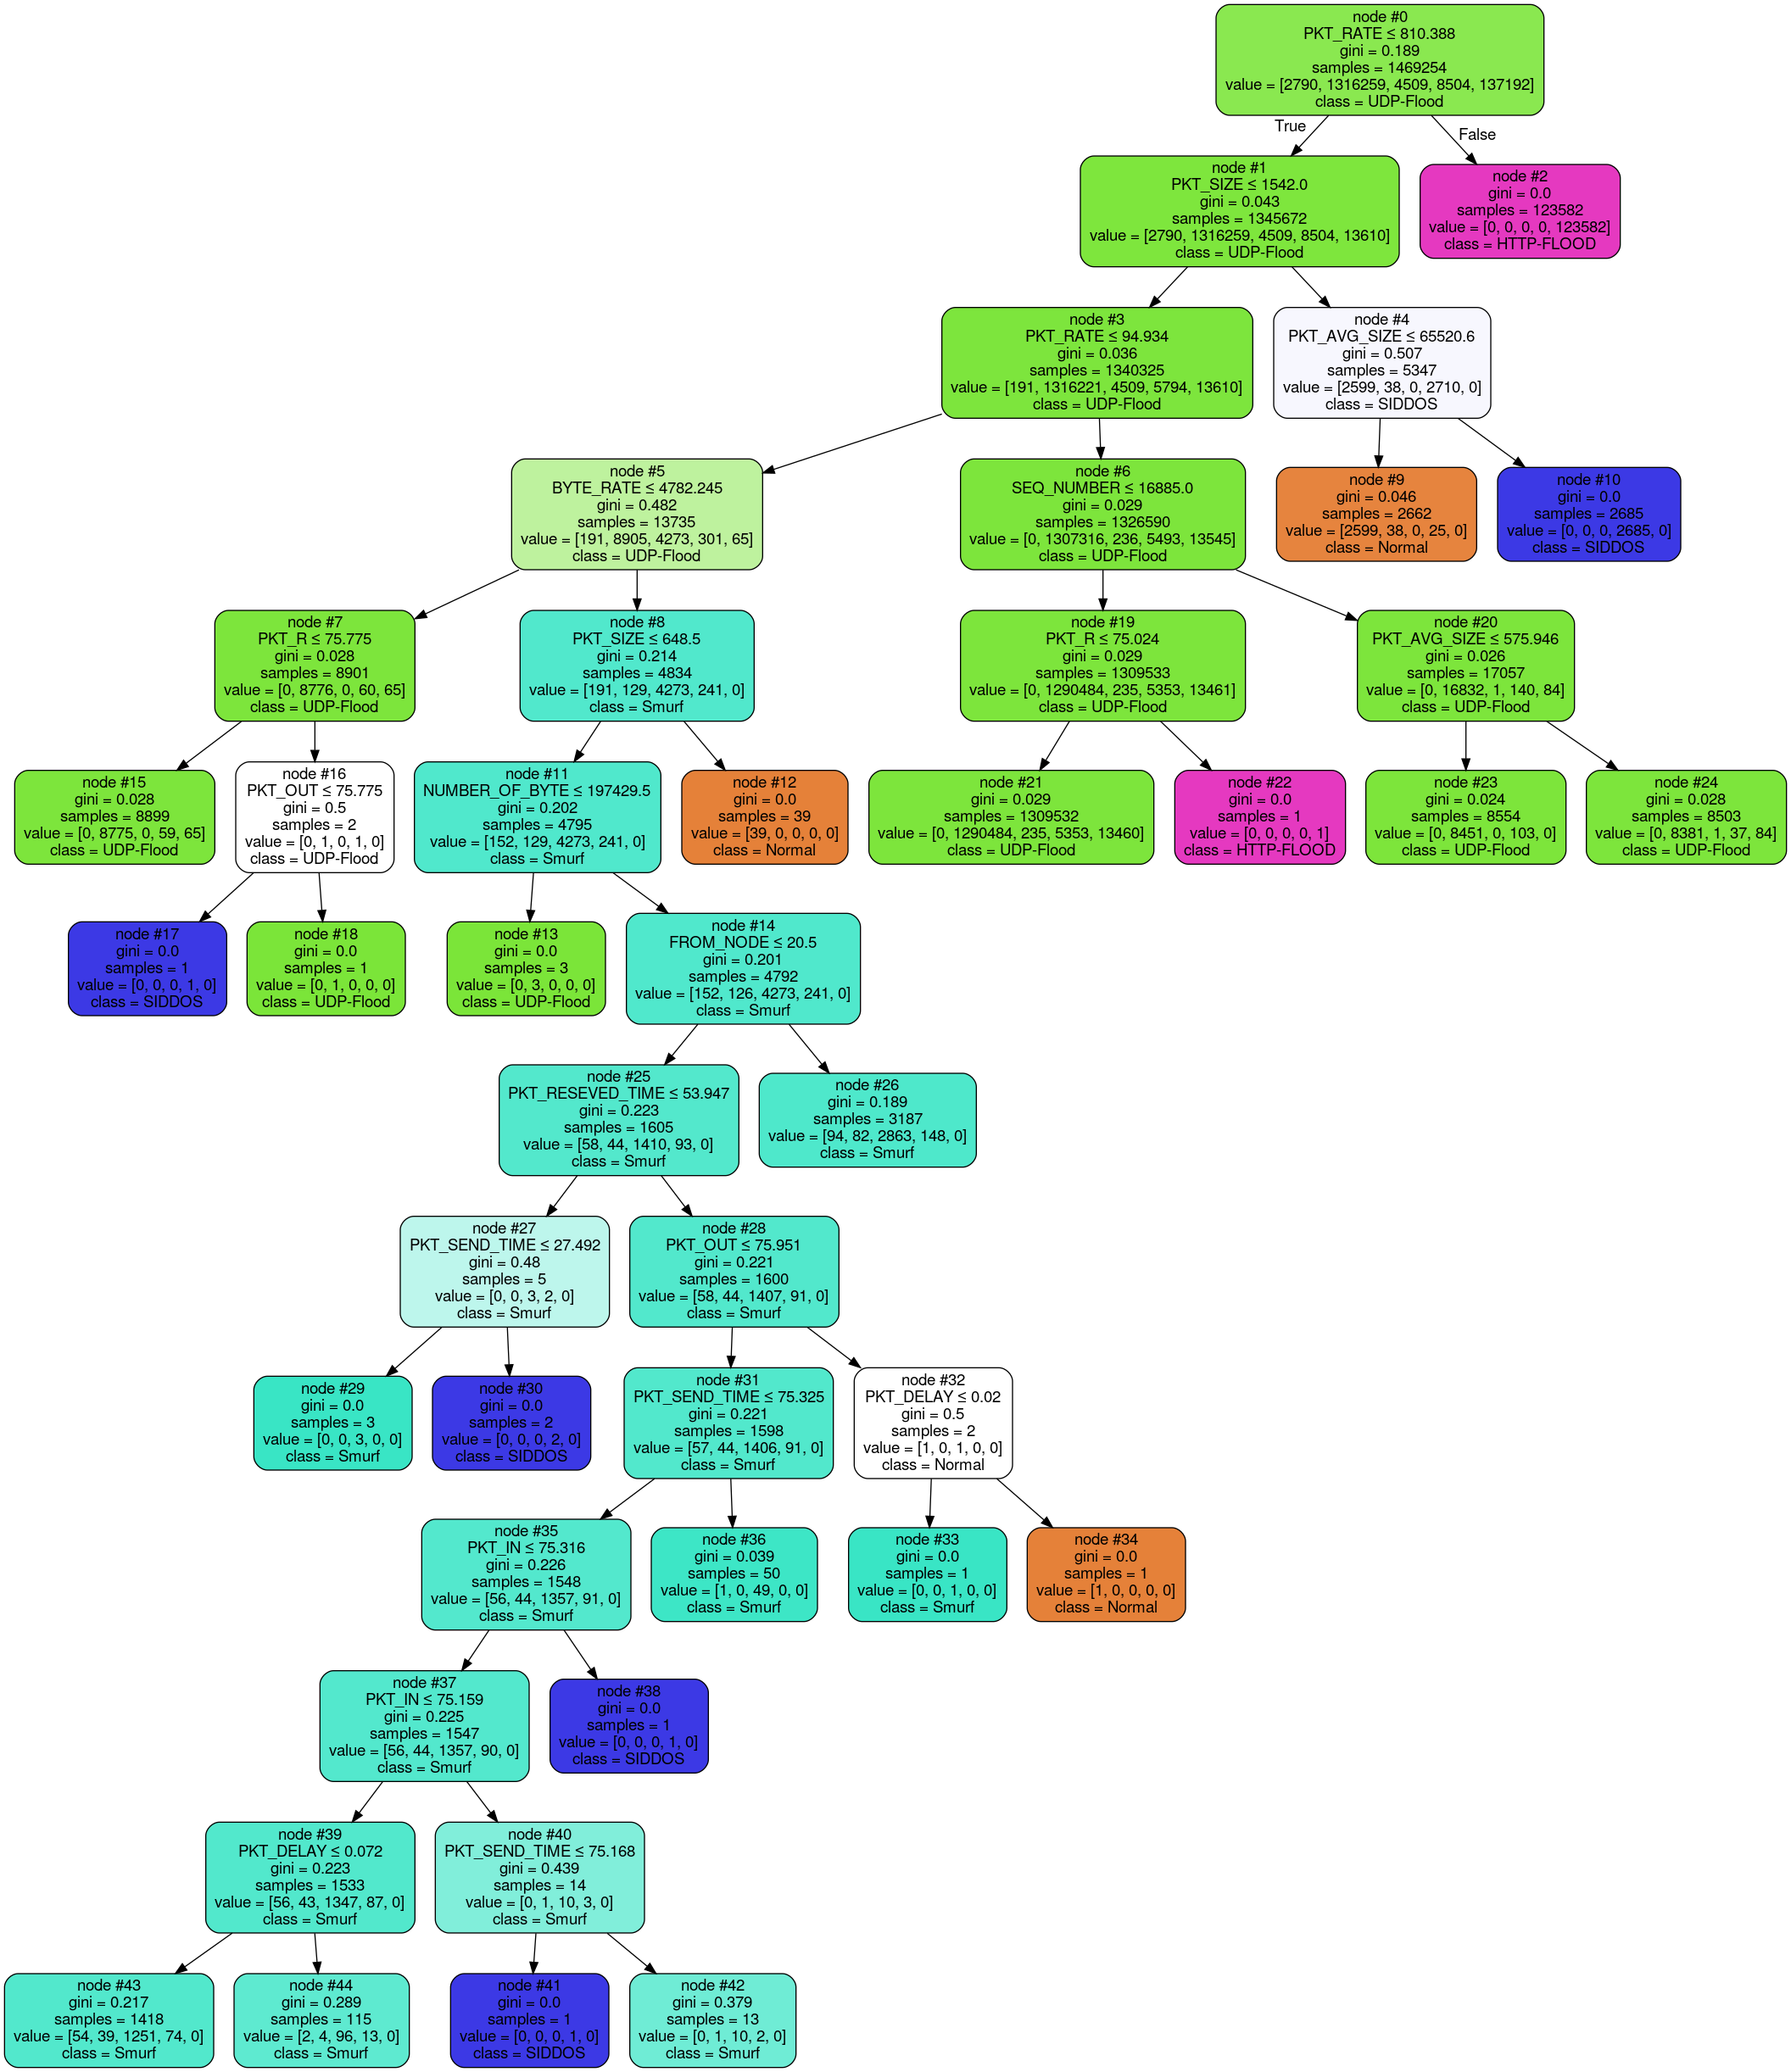 node #0
PKT_RATE ≤ 810.388
gini = 0.189
samples = 1469254
value = [2790, 1316259, 4509, 8504, 137192]
class = UDP-Flood
True
False
node #1
PKT_SIZE ≤ 1542.0
gini = 0.043
samples = 1345672
value = [2790, 1316259, 4509, 8504, 13610]
class = UDP-Flood
node #2
gini = 0.0
samples = 123582
value = [0, 0, 0, 0, 123582]
class = HTTP-FLOOD
node #3
PKT_RATE ≤ 94.934
gini = 0.036
samples = 1340325
value = [191, 1316221, 4509, 5794, 13610]
class = UDP-Flood
node #4
PKT_AVG_SIZE ≤ 65520.6
gini = 0.507
samples = 5347
value = [2599, 38, 0, 2710, 0]
class = SIDDOS
node #5
BYTE_RATE ≤ 4782.245
gini = 0.482
samples = 13735
value = [191, 8905, 4273, 301, 65]
class = UDP-Flood
node #6
SEQ_NUMBER ≤ 16885.0
gini = 0.029
samples = 1326590
value = [0, 1307316, 236, 5493, 13545]
class = UDP-Flood
node #9
gini = 0.046
samples = 2662
value = [2599, 38, 0, 25, 0]
class = Normal
node #10
gini = 0.0
samples = 2685
value = [0, 0, 0, 2685, 0]
class = SIDDOS
node #7
PKT_R ≤ 75.775
gini = 0.028
samples = 8901
value = [0, 8776, 0, 60, 65]
class = UDP-Flood
node #8
PKT_SIZE ≤ 648.5
gini = 0.214
samples = 4834
value = [191, 129, 4273, 241, 0]
class = Smurf
node #19
PKT_R ≤ 75.024
gini = 0.029
samples = 1309533
value = [0, 1290484, 235, 5353, 13461]
class = UDP-Flood
node #20
PKT_AVG_SIZE ≤ 575.946
gini = 0.026
samples = 17057
value = [0, 16832, 1, 140, 84]
class = UDP-Flood
node #15
gini = 0.028
samples = 8899
value = [0, 8775, 0, 59, 65]
class = UDP-Flood
node #16
PKT_OUT ≤ 75.775
gini = 0.5
samples = 2
value = [0, 1, 0, 1, 0]
class = UDP-Flood
node #11
NUMBER_OF_BYTE ≤ 197429.5
gini = 0.202
samples = 4795
value = [152, 129, 4273, 241, 0]
class = Smurf
node #12
gini = 0.0
samples = 39
value = [39, 0, 0, 0, 0]
class = Normal
node #21
gini = 0.029
samples = 1309532
value = [0, 1290484, 235, 5353, 13460]
class = UDP-Flood
node #22
gini = 0.0
samples = 1
value = [0, 0, 0, 0, 1]
class = HTTP-FLOOD
node #23
gini = 0.024
samples = 8554
value = [0, 8451, 0, 103, 0]
class = UDP-Flood
node #24
gini = 0.028
samples = 8503
value = [0, 8381, 1, 37, 84]
class = UDP-Flood
node #17
gini = 0.0
samples = 1
value = [0, 0, 0, 1, 0]
class = SIDDOS
node #18
gini = 0.0
samples = 1
value = [0, 1, 0, 0, 0]
class = UDP-Flood
node #13
gini = 0.0
samples = 3
value = [0, 3, 0, 0, 0]
class = UDP-Flood
node #14
FROM_NODE ≤ 20.5
gini = 0.201
samples = 4792
value = [152, 126, 4273, 241, 0]
class = Smurf
node #25
PKT_RESEVED_TIME ≤ 53.947
gini = 0.223
samples = 1605
value = [58, 44, 1410, 93, 0]
class = Smurf
node #26
gini = 0.189
samples = 3187
value = [94, 82, 2863, 148, 0]
class = Smurf
node #27
PKT_SEND_TIME ≤ 27.492
gini = 0.48
samples = 5
value = [0, 0, 3, 2, 0]
class = Smurf
node #28
PKT_OUT ≤ 75.951
gini = 0.221
samples = 1600
value = [58, 44, 1407, 91, 0]
class = Smurf
node #29
gini = 0.0
samples = 3
value = [0, 0, 3, 0, 0]
class = Smurf
node #30
gini = 0.0
samples = 2
value = [0, 0, 0, 2, 0]
class = SIDDOS
node #31
PKT_SEND_TIME ≤ 75.325
gini = 0.221
samples = 1598
value = [57, 44, 1406, 91, 0]
class = Smurf
node #32
PKT_DELAY ≤ 0.02
gini = 0.5
samples = 2
value = [1, 0, 1, 0, 0]
class = Normal
node #35
PKT_IN ≤ 75.316
gini = 0.226
samples = 1548
value = [56, 44, 1357, 91, 0]
class = Smurf
node #36
gini = 0.039
samples = 50
value = [1, 0, 49, 0, 0]
class = Smurf
node #33
gini = 0.0
samples = 1
value = [0, 0, 1, 0, 0]
class = Smurf
node #34
gini = 0.0
samples = 1
value = [1, 0, 0, 0, 0]
class = Normal
node #37
PKT_IN ≤ 75.159
gini = 0.225
samples = 1547
value = [56, 44, 1357, 90, 0]
class = Smurf
node #38
gini = 0.0
samples = 1
value = [0, 0, 0, 1, 0]
class = SIDDOS
node #39
PKT_DELAY ≤ 0.072
gini = 0.223
samples = 1533
value = [56, 43, 1347, 87, 0]
class = Smurf
node #40
PKT_SEND_TIME ≤ 75.168
gini = 0.439
samples = 14
value = [0, 1, 10, 3, 0]
class = Smurf
node #43
gini = 0.217
samples = 1418
value = [54, 39, 1251, 74, 0]
class = Smurf
node #44
gini = 0.289
samples = 115
value = [2, 4, 96, 13, 0]
class = Smurf
node #41
gini = 0.0
samples = 1
value = [0, 0, 0, 1, 0]
class = SIDDOS
node #42
gini = 0.379
samples = 13
value = [0, 1, 10, 2, 0]
class = Smurf